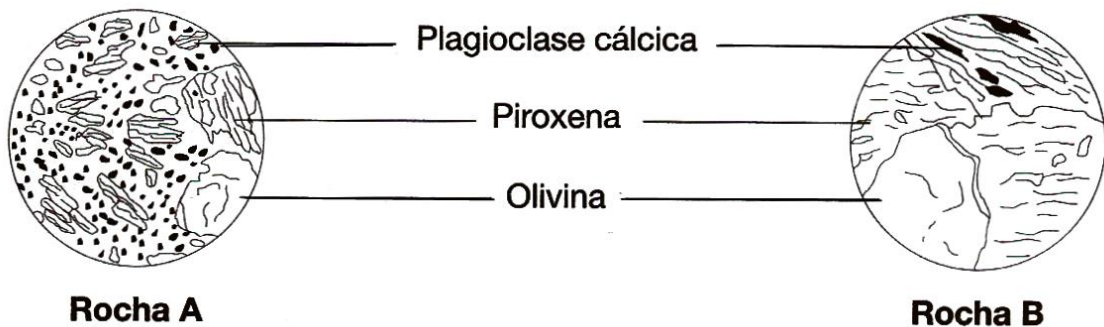 Plagioclase cálcica
Piroxena
Olivina
Rocha A
Rocha B